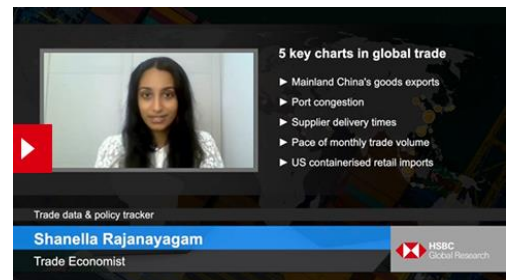 5 key charts in global trade
► Mainland China's goods exports
► Port congestion
► Supplier delivery times
► Pace of monthly trade volume
► US containerised retail imports
Trade data & policy tracker
Shanella Rajanayagam
Trade Economist
HSBC
Global Research